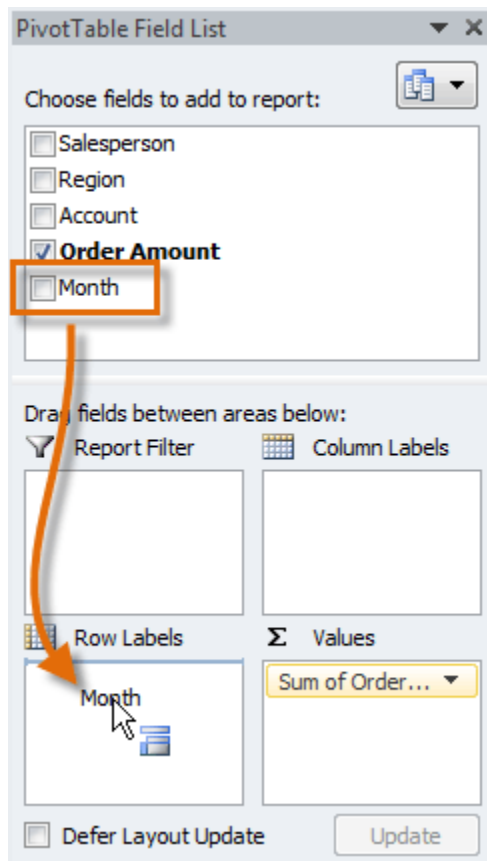 PivotTable Field List
Choose fields to add to report:
Salesperson
Region
Account
Order Amount
Month
Drag fields between areas below:
Report Filter
Column Labels
Row Labels
Σ Values
Month
Sum of Order...
Defer Layout Update
Update